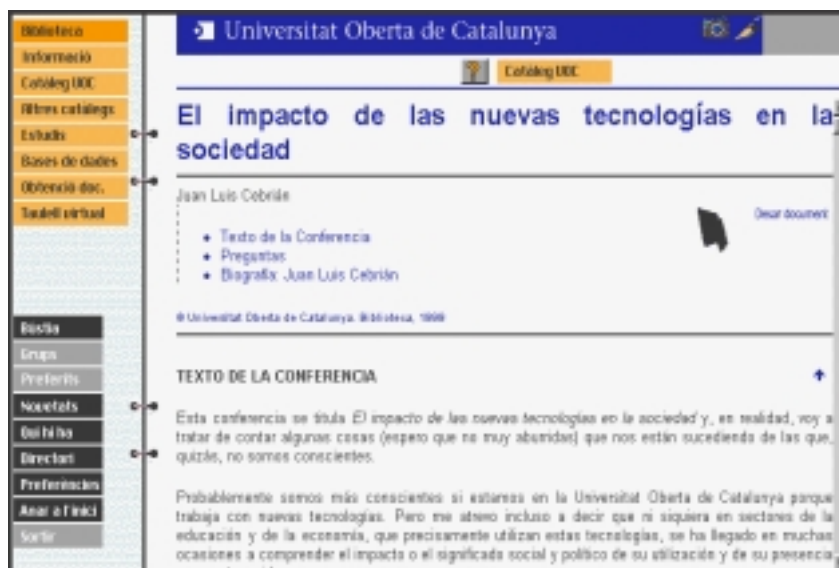 Biblioteca
Informació
Catàleg UOC
Altres catàlegs
Estudis
Bases de dades
Obtenció doc.
Taulell virtual
Bústia
Grups
Preferits
Novetats
Qui hi ha
Directori
Preferències
Anar a l'inici
Sortir
Universitat Oberta de Catalunya
? Catàleg UOC
El impacto de las nuevas tecnologías en la
sociedad
Juan Luis Cebrián
Desar document
• Texto de la Conferencia
• Preguntas
• Biografía: Juan Luis Cebrián
© Universitat Oberta de Catalunya. Biblioteca, 1999
TEXTO DE LA CONFERENCIA
Esta conferencia se titula El impacto de las nuevas tecnologías en la sociedad y, en realidad, voy a
tratar de contar algunas cosas (espero que no muy aburridas) que nos están sucediendo de las que,
quizás, no somos conscientes.
Probablemente somos más conscientes si estamos en la Universitat Oberta de Catalunya porque
trabaja con nuevas tecnologías. Pero me atrevo incluso a decir que ni siquiera en sectores de la
educación y de la economía, que precisamente utilizan estas tecnologías, se ha llegado en muchas
ocasiones a comprender el impacto o el significado social y político de su utilización y de su presencia